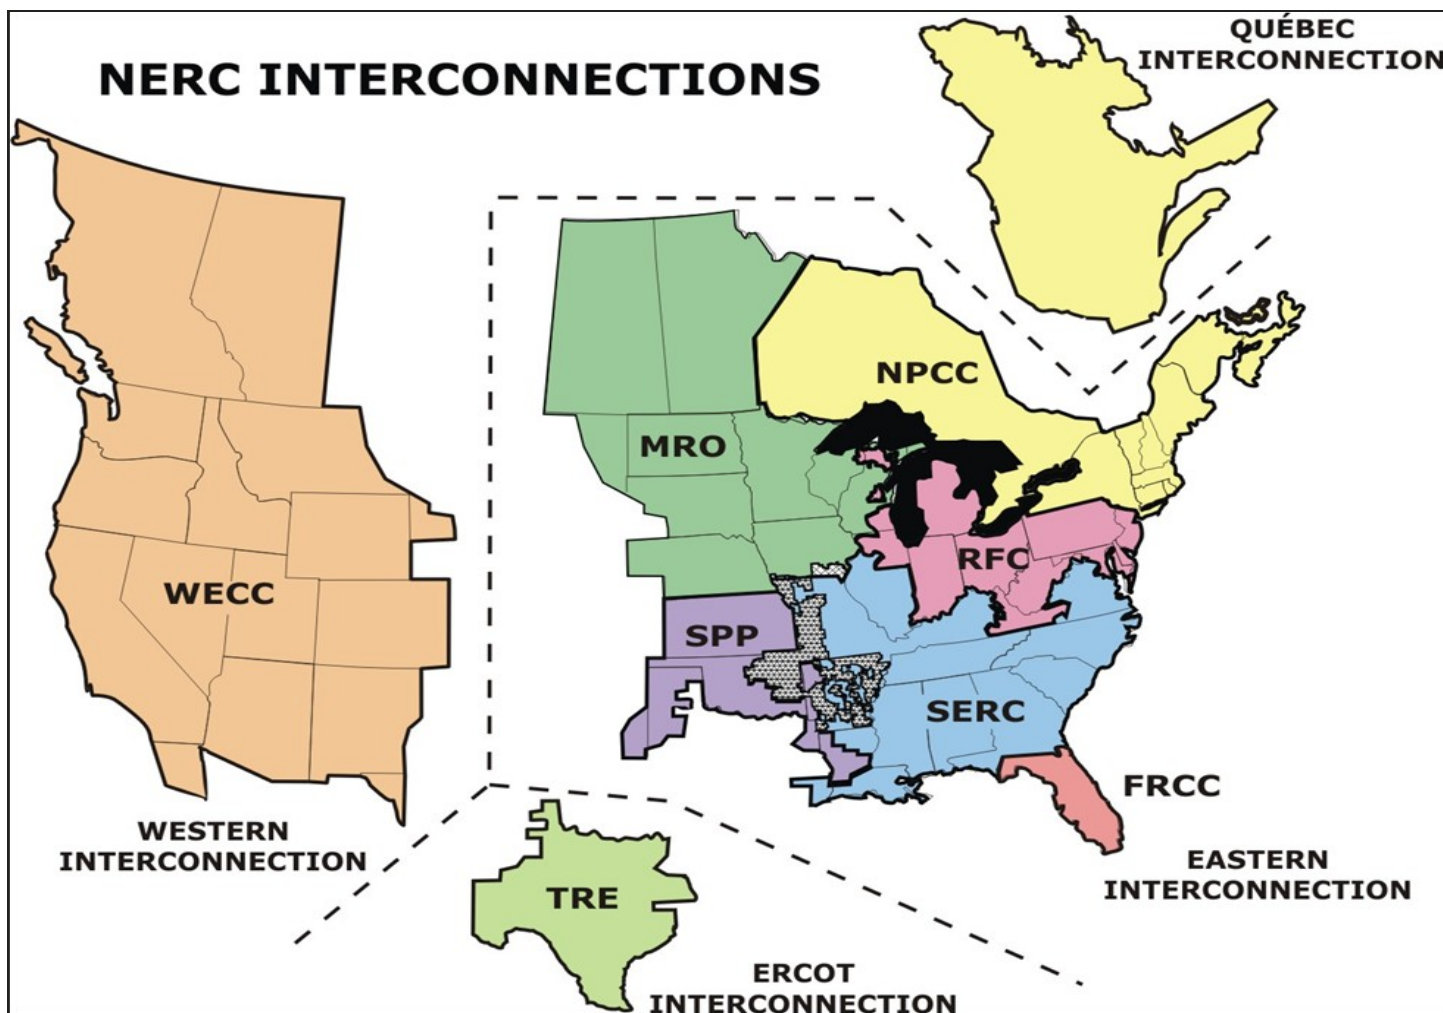 QUÉBEC
INTERCONNECTION
NERC INTERCONNECTIONS
NPCC
MRO
RFC
WECC
SPP
SERC
FRCC
WESTERN
INTERCONNECTION
EASTERN
INTERCONNECTION
TRE
ERCOT
INTERCONNECTION